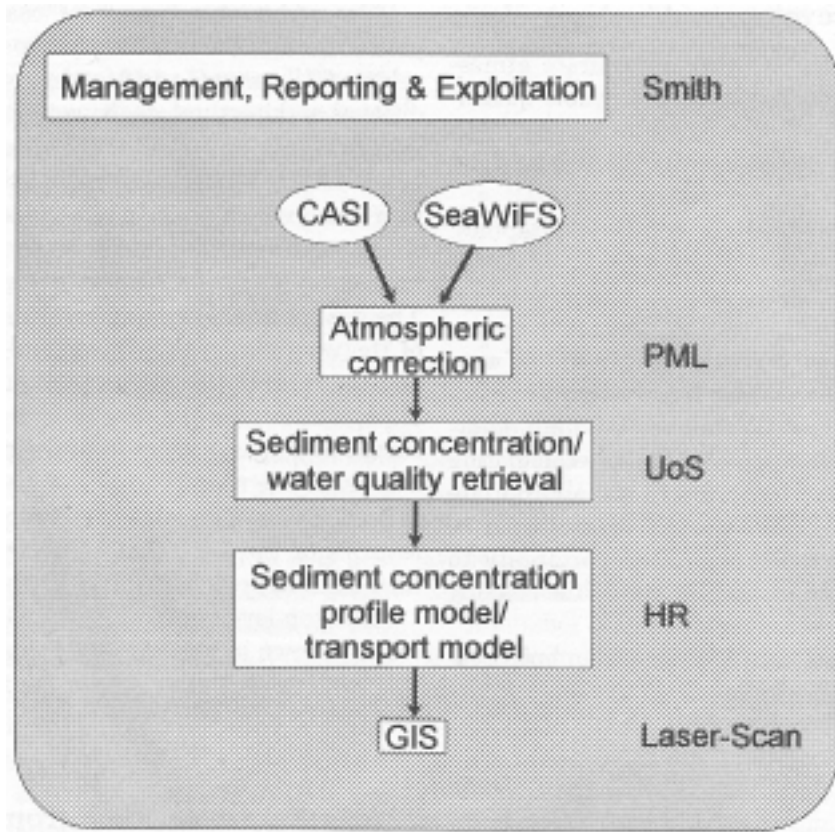 Management, Reporting & Exploitation
Smith
CASI
SeaWiFS
Atmospheric
correction
PML
Sediment concentration/
water quality retrieval
UoS
Sediment concentration
profile model/
transport model
HR
GIS
Laser-Scan